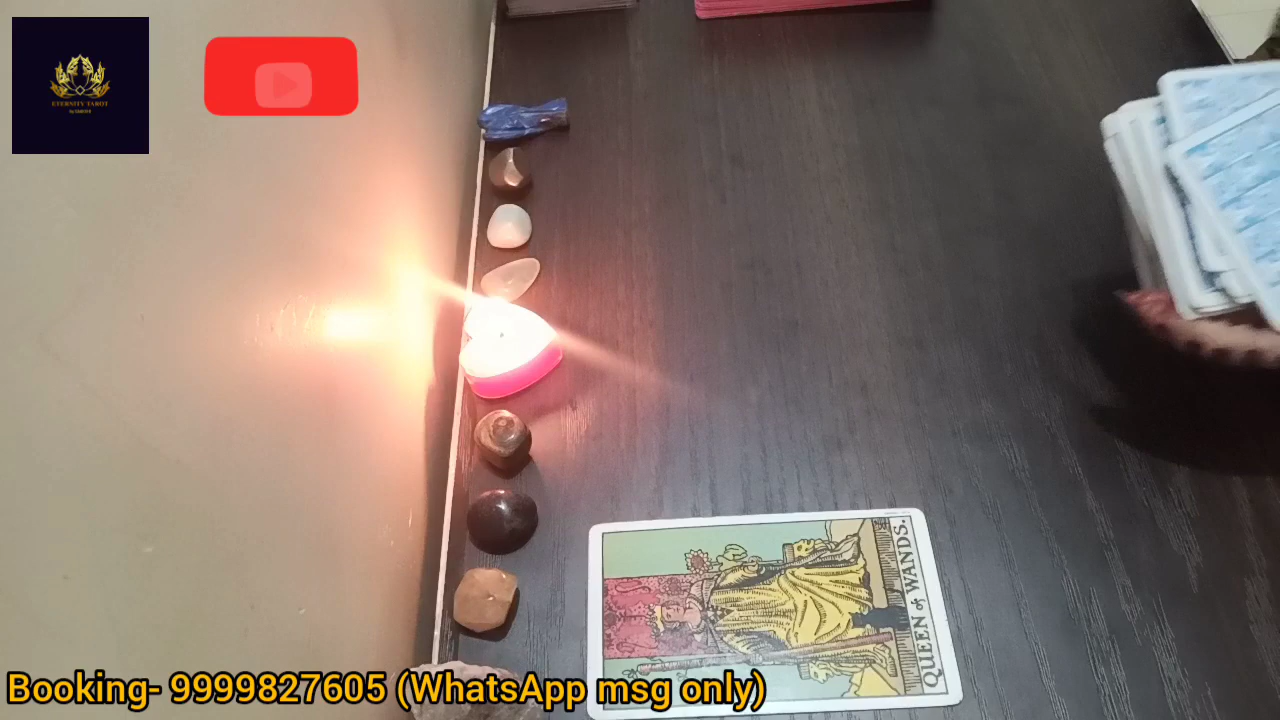 ETERNITY TAROT
QUEEN of WANDS.
Booking- 9999827605 (WhatsApp msg only)